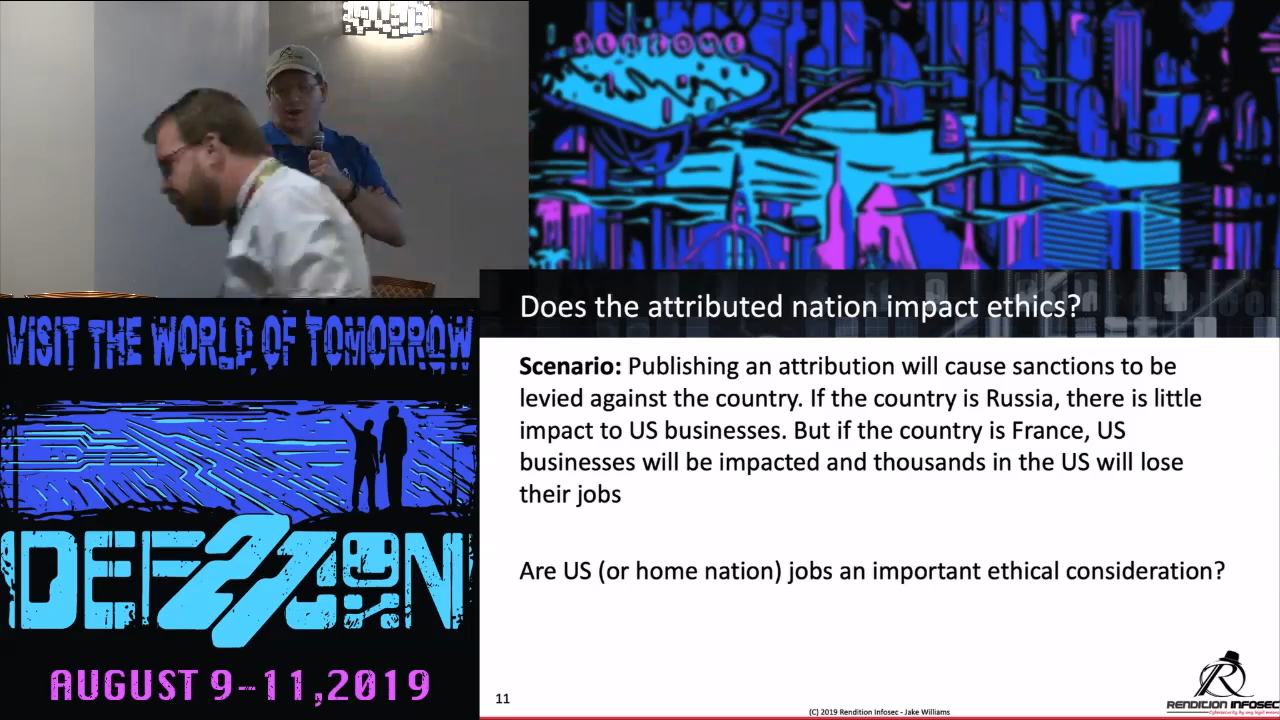 WELCOME
VISIT THE WORLD OF TOMORROW
DEF CON
27
AUGUST 9-11,2019
Does the attributed nation impact ethics?
Scenario: Publishing an attribution will cause sanctions to be
levied against the country. If the country is Russia, there is little
impact to US businesses. But if the country is France, US
businesses will be impacted and thousands in the US will lose
their jobs
Are US (or home nation) jobs an important ethical consideration?
11
(C) 2019 Rendition Infosec - Jake Williams
R
RENDITION INFOSEC